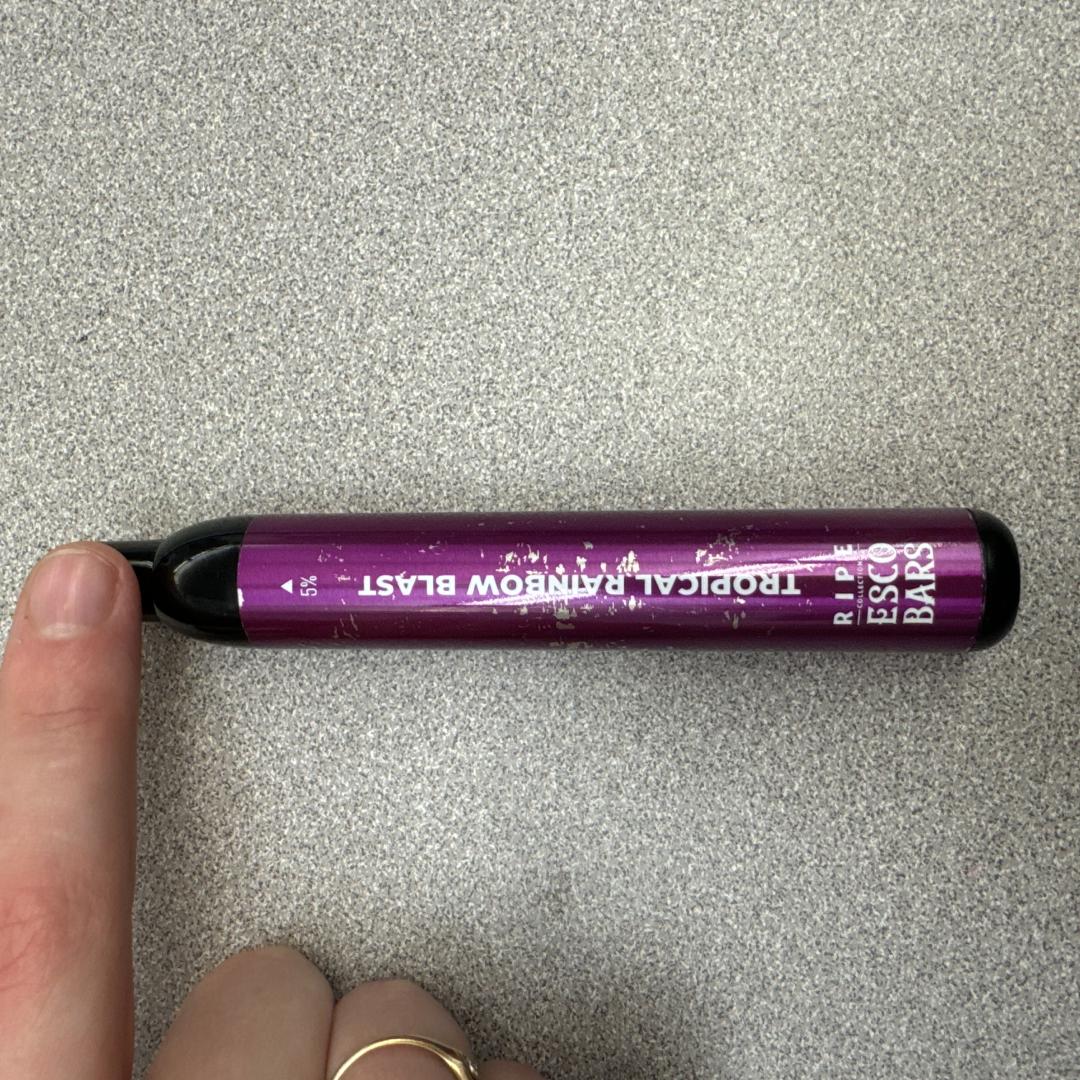 RIPE
COLLECTION
ESCO
BARS
TROPICAL RAINBOW BLAST
5%